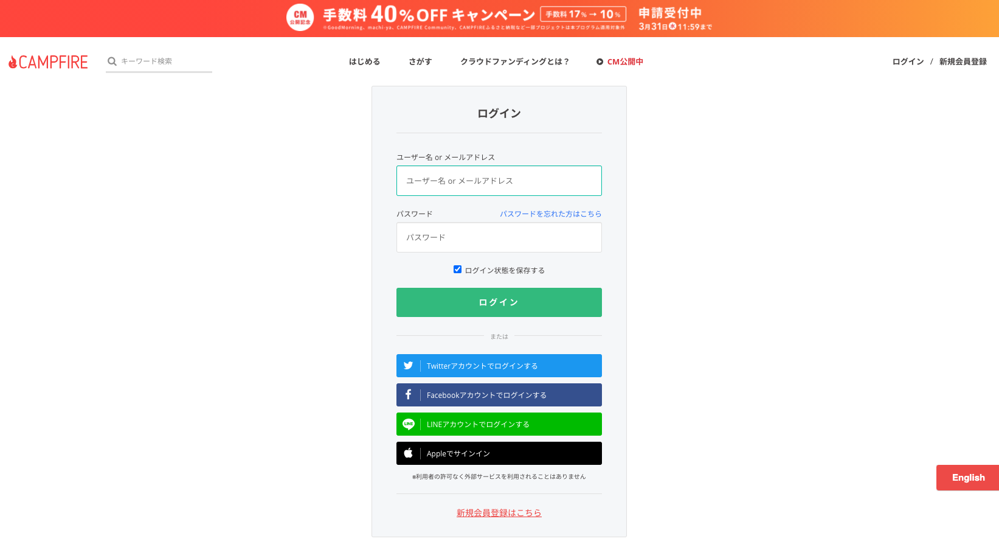 CM
公開記念
手数料 40%OFF キャンペーン 手数料 17% → 10%
※GoodMorning、machi-ya、CAMPFIRE Community、CAMPFIREふるさと納税など一部プロジェクトは本プログラム適用対象外
申請受付中
3月31日水11:59まで
CAMPFIRE
キーワード検索
はじめる
さがす
クラウドファンディングとは？
CM公開中
ログイン / 新規会員登録
ログイン
ユーザー名 or メールアドレス
ユーザー名 or メールアドレス
パスワード
パスワードを忘れた方はこちら
パスワード
ログイン状態を保存する
ログイン
または
Twitterアカウントでログインする
Facebookアカウントでログインする
LINE
LINEアカウントでログインする
Appleでサインイン
※利用者の許可なく外部サービスを利用されることはありません
English
新規会員登録はこちら